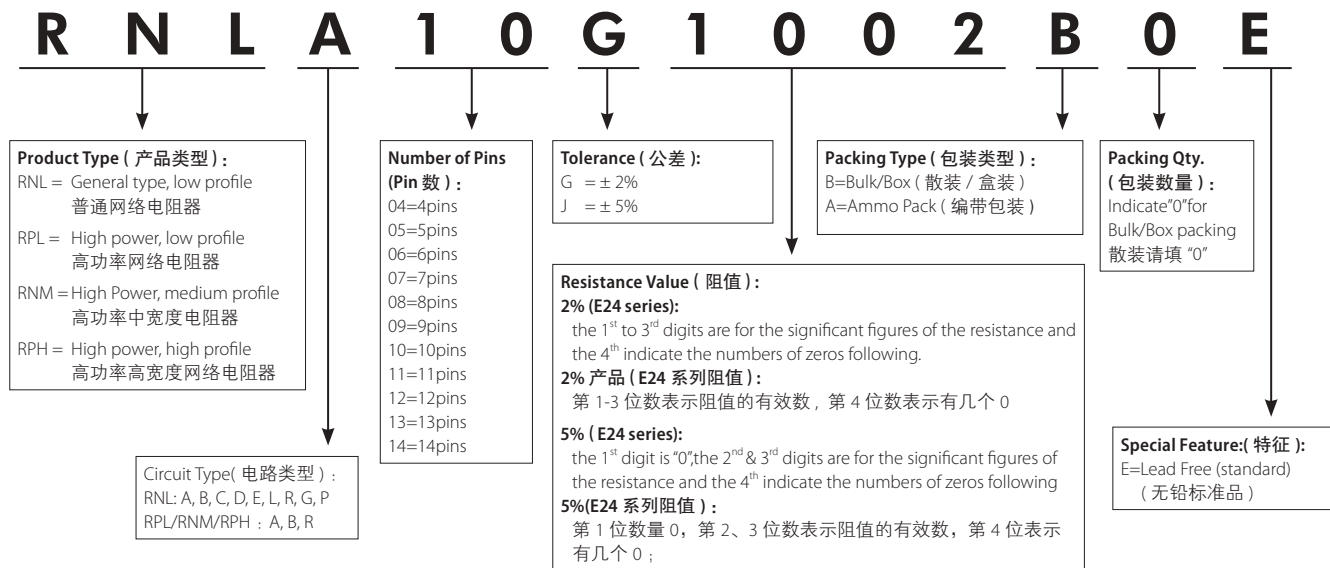 R N L A 1 0 G 1 0 0 2 B 0 E
Product Type ( 产品类型 ) :
RNL = General type, low profile
普通网络电阻器
RPL = High power, low profile
高功率网络电阻器
RNM = High Power, medium profile
高功率中宽度电阻器
RPH = High power, high profile
高功率高宽度网络电阻器
Circuit Type( 电路类型 ) :
RNL: A, B, C, D, E, L, R, G, P
RPL/RNM/RPH : A, B, R
Number of Pins
(Pin 数 ) :
04=4pins
05=5pins
06=6pins
07=7pins
08=8pins
09=9pins
10=10pins
11=11pins
12=12pins
13=13pins
14=14pins
Tolerance ( 公差 ):
G = ± 2%
J = ± 5%
Resistance Value ( 阻值 ) :
2% (E24 series):
the 1st to 3rd digits are for the significant figures of the resistance and
the 4th indicate the numbers of zeros following.
2% 产品 ( E24 系列阻值 ) :
第 1-3 位数表示阻值的有效数 , 第 4 位数表示有几个 0
5% ( E24 series):
the 1st digit is "0",the 2nd & 3rd digits are for the significant figures of
the resistance and the 4th indicate the numbers of zeros following
5%(E24 系列阻值 ) :
第 1 位数量 0，第 2、3 位数表示阻值的有效数，第 4 位表示
有几个 0 ;
Packing Type ( 包装类型 ) :
B=Bulk/Box ( 散装 / 盒装 )
A=Ammo Pack ( 编带包装 )
Packing Qty.
( 包装数量 ) :
Indicate"0"for
Bulk/Box packing
散装请填 "0"
Special Feature:( 特征 ):
E=Lead Free (standard)
( 无铅标准品 )